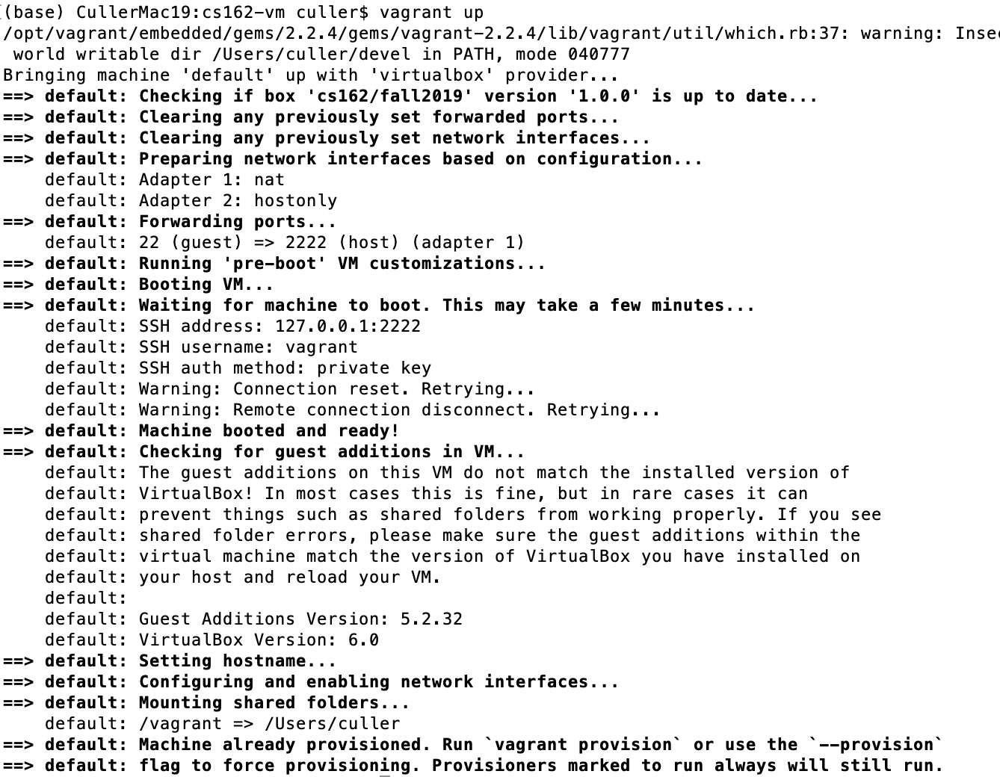 (base) CullerMac19:cs162-vm culler$ vagrant up
/opt/vagrant/embedded/gems/2.2.4/gems/vagrant-2.2.4/lib/vagrant/util/which.rb:37: warning: Insec
 world writable dir /Users/culler/devel in PATH, mode 040777
Bringing machine 'default' up with 'virtualbox' provider...
==> default: Checking if box 'cs162/fall2019' version '1.0.0' is up to date...
==> default: Clearing any previously set forwarded ports...
==> default: Clearing any previously set network interfaces...
==> default: Preparing network interfaces based on configuration...
    default: Adapter 1: nat
    default: Adapter 2: hostonly
==> default: Forwarding ports...
    default: 22 (guest) => 2222 (host) (adapter 1)
==> default: Running 'pre-boot' VM customizations...
==> default: Booting VM...
==> default: Waiting for machine to boot. This may take a few minutes...
    default: SSH address: 127.0.0.1:2222
    default: SSH username: vagrant
    default: SSH auth method: private key
    default: Warning: Connection reset. Retrying...
    default: Warning: Remote connection disconnect. Retrying...
==> default: Machine booted and ready!
==> default: Checking for guest additions in VM...
    default: The guest additions on this VM do not match the installed version of
    default: VirtualBox! In most cases this is fine, but in rare cases it can
    default: prevent things such as shared folders from working properly. If you see
    default: shared folder errors, please make sure the guest additions within the
    default: virtual machine match the version of VirtualBox you have installed on
    default: your host and reload your VM.
    default:
    default: Guest Additions Version: 5.2.32
    default: VirtualBox Version: 6.0
==> default: Setting hostname...
==> default: Configuring and enabling network interfaces...
==> default: Mounting shared folders...
    default: /vagrant => /Users/culler
==> default: Machine already provisioned. Run `vagrant provision` or use the `--provision`
==> default: flag to force provisioning. Provisioners marked to run always will still run.